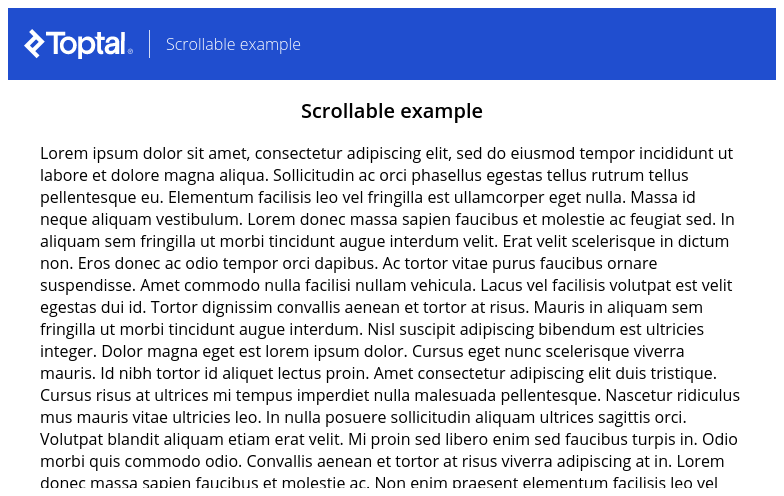 Toptal® Scrollable example
Scrollable example
Lorem ipsum dolor sit amet, consectetur adipiscing elit, sed do eiusmod tempor incididunt ut
labore et dolore magna aliqua. Sollicitudin ac orci phasellus egestas tellus rutrum tellus
pellentesque eu. Elementum facilisis leo vel fringilla est ullamcorper eget nulla. Massa id
neque aliquam vestibulum. Lorem donec massa sapien faucibus et molestie ac feugiat sed. In
aliquam sem fringilla ut morbi tincidunt augue interdum velit. Erat velit scelerisque in dictum
non. Eros donec ac odio tempor orci dapibus. Ac tortor vitae purus faucibus ornare
suspendisse. Amet commodo nulla facilisi nullam vehicula. Lacus vel facilisis volutpat est velit
egestas dui id. Tortor dignissim convallis aenean et tortor at risus. Mauris in aliquam sem
fringilla ut morbi tincidunt augue interdum. Nisl suscipit adipiscing bibendum est ultricies
integer. Dolor magna eget est lorem ipsum dolor. Cursus eget nunc scelerisque viverra
mauris. Id nibh tortor id aliquet lectus proin. Amet consectetur adipiscing elit duis tristique.
Cursus risus at ultrices mi tempus imperdiet nulla malesuada pellentesque. Nascetur ridiculus
mus mauris vitae ultricies leo. In nulla posuere sollicitudin aliquam ultrices sagittis orci.
Volutpat blandit aliquam etiam erat velit. Mi proin sed libero enim sed faucibus turpis in. Odio
morbi quis commodo odio. Convallis aenean et tortor at risus viverra adipiscing at in. Lorem
donec massa sapien faucibus et molestie ac. Non enim praesent elementum facilisis leo vel